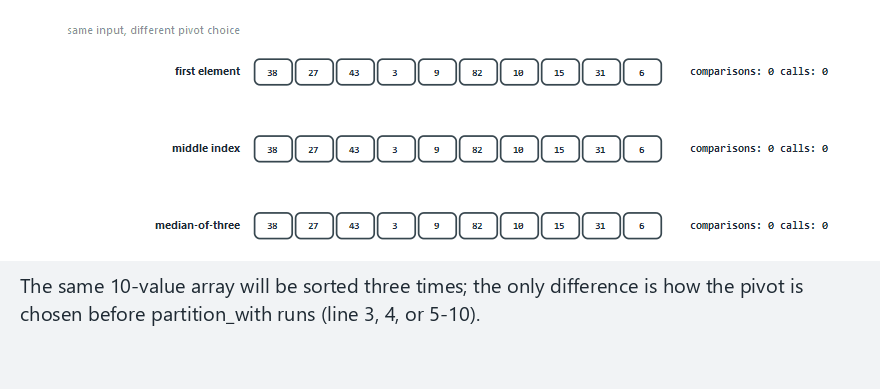 same input, different pivot choice
first element 38 27 43 3 9 82 10 15 31 6 comparisons: 0 calls: 0
middle index 38 27 43 3 9 82 10 15 31 6 comparisons: 0 calls: 0
median-of-three 38 27 43 3 9 82 10 15 31 6 comparisons: 0 calls: 0
The same 10-value array will be sorted three times; the only difference is how the pivot is
chosen before partition_with runs (line 3, 4, or 5-10).